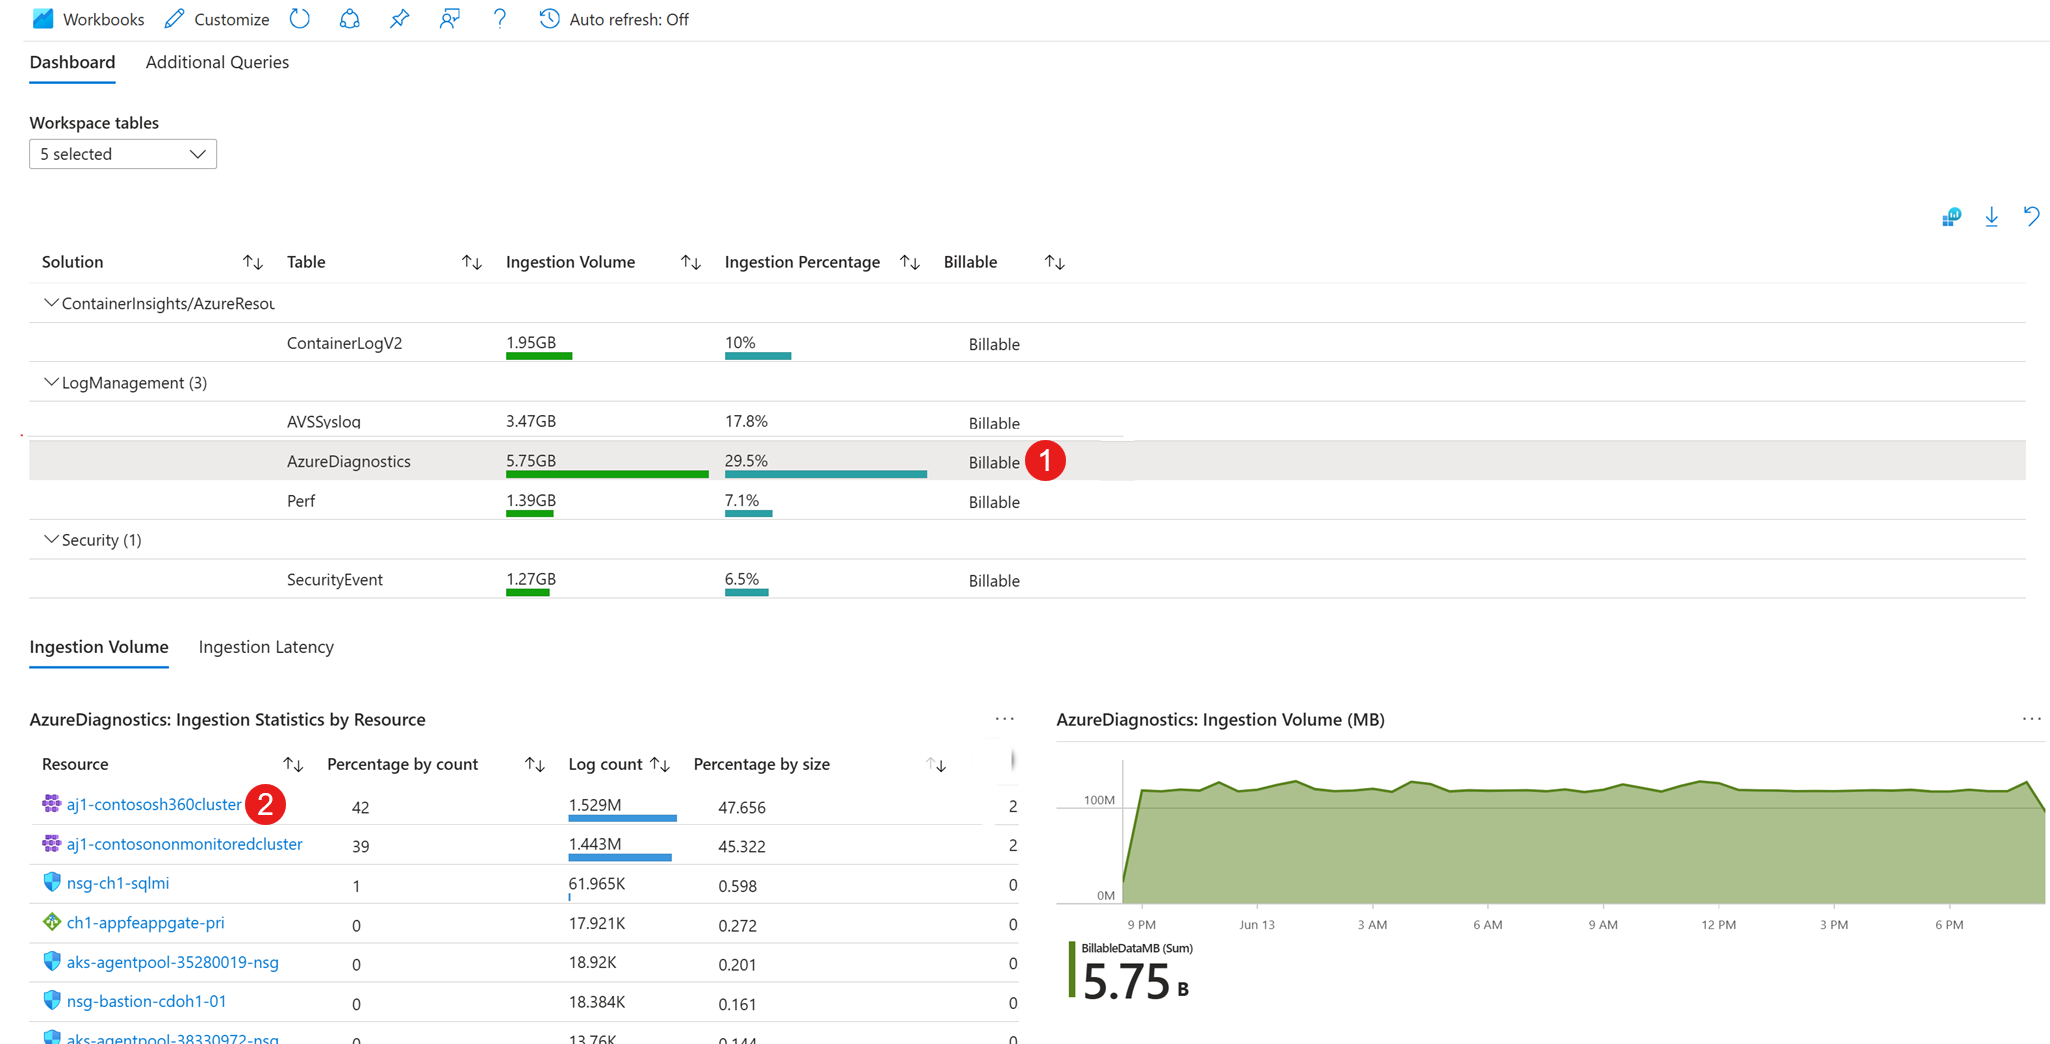 Workbooks Customize ? Auto refresh: Off
Dashboard Additional Queries
Workspace tables
5 selected
Solution Table Ingestion Volume Ingestion Percentage Billable
ContainerInsights/AzureResou
ContainerLogV2 1.95GB 10% Billable
LogManagement (3)
AVSSyslog 3.47GB 17.8% Billable
AzureDiagnostics 5.75GB 29.5% Billable 1
Perf 1.39GB 7.1% Billable
Security (1)
SecurityEvent 1.27GB 6.5% Billable
Ingestion Volume Ingestion Latency
AzureDiagnostics: Ingestion Statistics by Resource ...
Resource Percentage by count Log count Percentage by size
aj1-contososh360cluster 2 42 1.529M 47.656 2
aj1-contosononmonitoredcluster 39 1.443M 45.322 2
nsg-ch1-sqlmi 1 61.965K 0.598 0
ch1-appfeappgate-pri 0 17.921K 0.272 0
aks-agentpool-35280019-nsg 0 18.92K 0.201 0
nsg-bastion-cdoh1-01 0 18.384K 0.161 0
aks-agentpool-38330972-nsg 0 13.76K 0.144 0
AzureDiagnostics: Ingestion Volume (MB) ...
100M
0M
9 PM Jun 13 3 AM 6 AM 9 AM 12 PM 3 PM 6 PM
BillableDataMB (Sum)
5.75 B